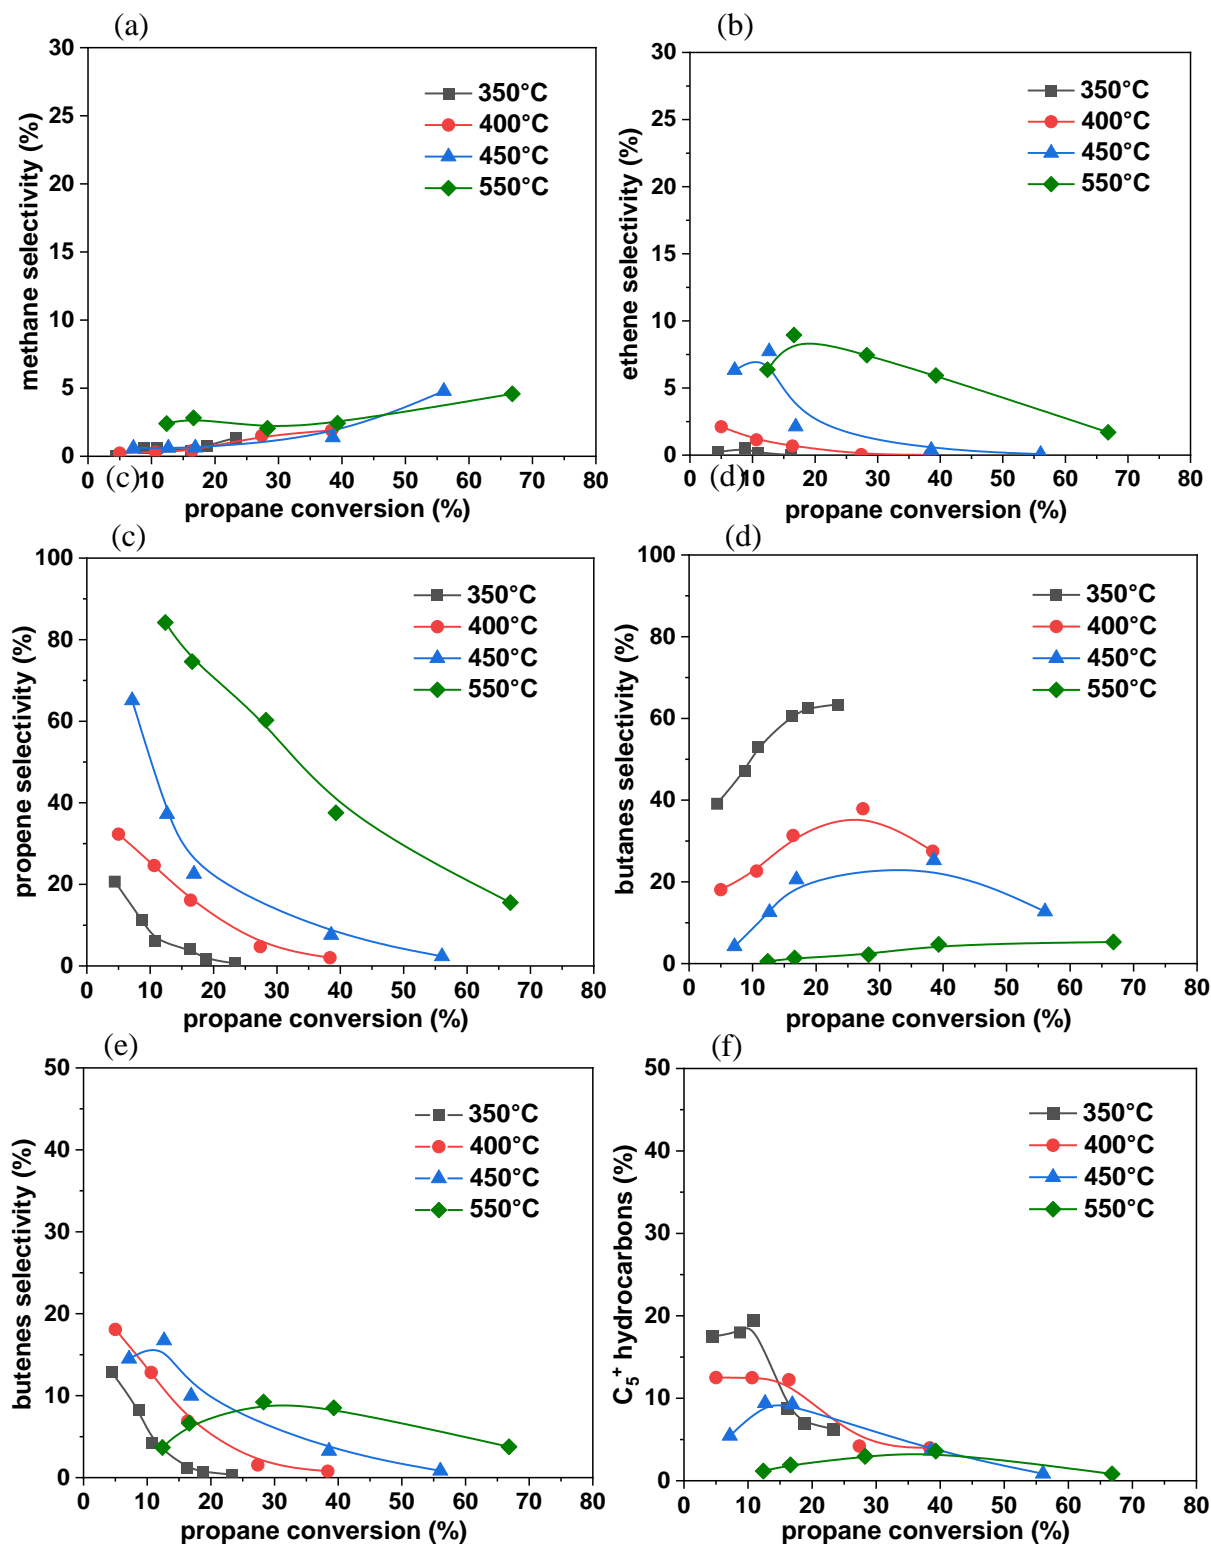 (a)
methane selectivity (%)
30
25
20
15
10
5
0
350°C
400°C
450°C
550°C
0 10 20 30 40 50 60 70 80
(c)
propane conversion (%)
(b)
ethene selectivity (%)
30
25
20
15
10
5
0
350°C
400°C
450°C
550°C
0 10 20 30 40 50 60 70 80
(d)
propane conversion (%)
(c)
propene selectivity (%)
100
80
60
40
20
0
350°C
400°C
450°C
550°C
0 10 20 30 40 50 60 70 80
propane conversion (%)
(d)
butanes selectivity (%)
100
80
60
40
20
0
350°C
400°C
450°C
550°C
0 10 20 30 40 50 60 70 80
propane conversion (%)
(e)
butenes selectivity (%)
50
40
30
20
10
0
350°C
400°C
450°C
550°C
0 10 20 30 40 50 60 70 80
propane conversion (%)
(f)
C₅⁺ hydrocarbons (%)
50
40
30
20
10
0
350°C
400°C
450°C
550°C
0 10 20 30 40 50 60 70 80
propane conversion (%)